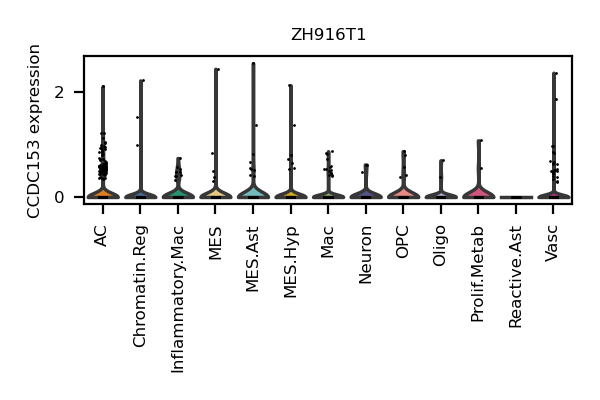 ZH916T1
CCDC153 expression
2
0
AC
Chromatin.Reg
Inflammatory.Mac
MES
MES.Ast
MES.Hyp
Mac
Neuron
OPC
Oligo
Prolif.Metab
Reactive.Ast
Vasc